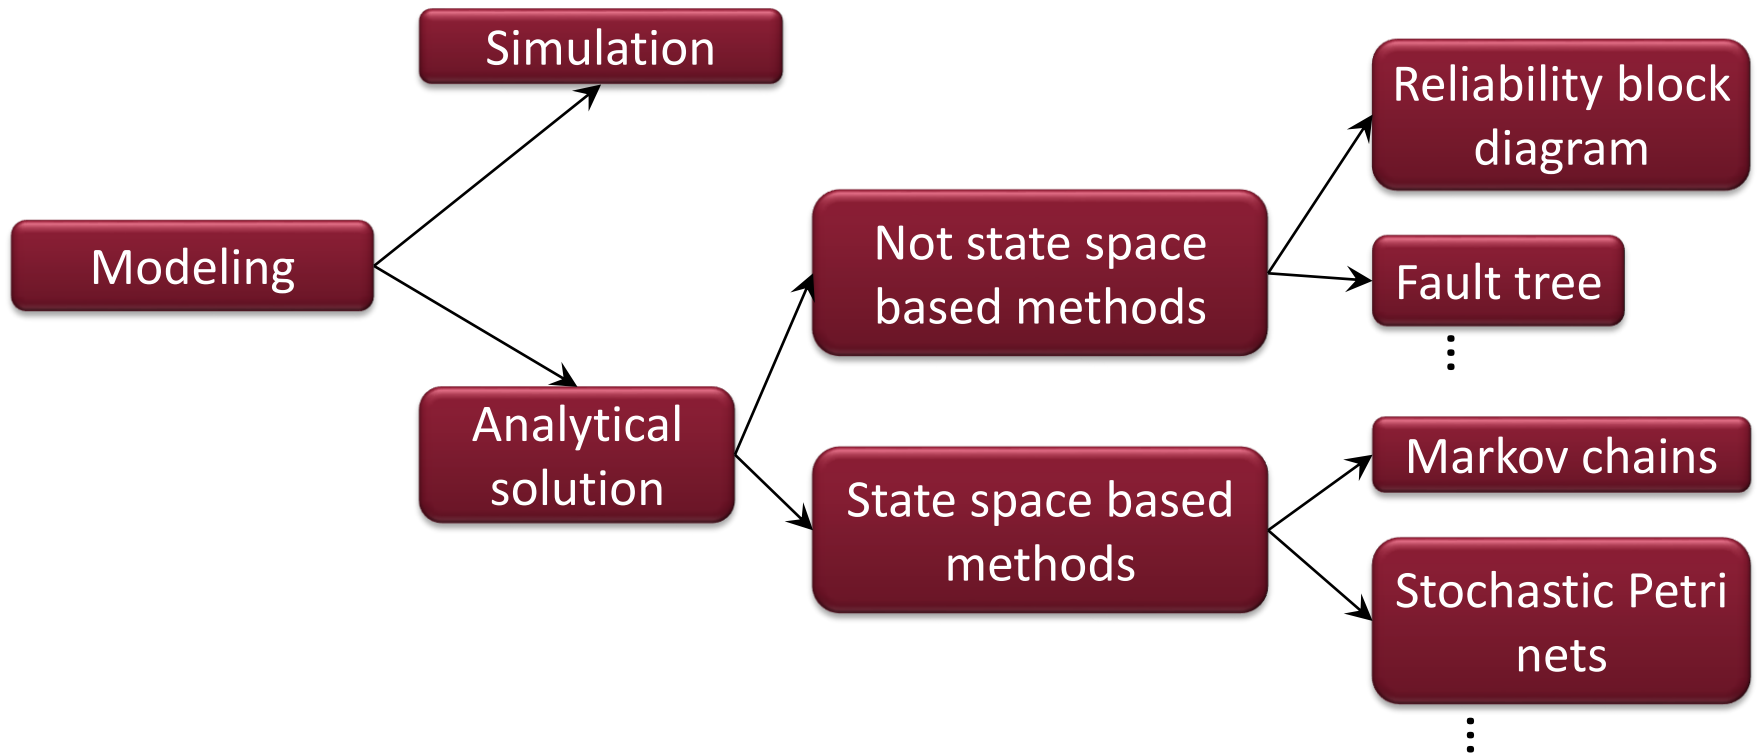 Simulation
Modeling
Analytical
solution
Not state space
based methods
State space based
methods
Reliability block
diagram
Fault tree
⋮
Markov chains
Stochastic Petri
nets
⋮